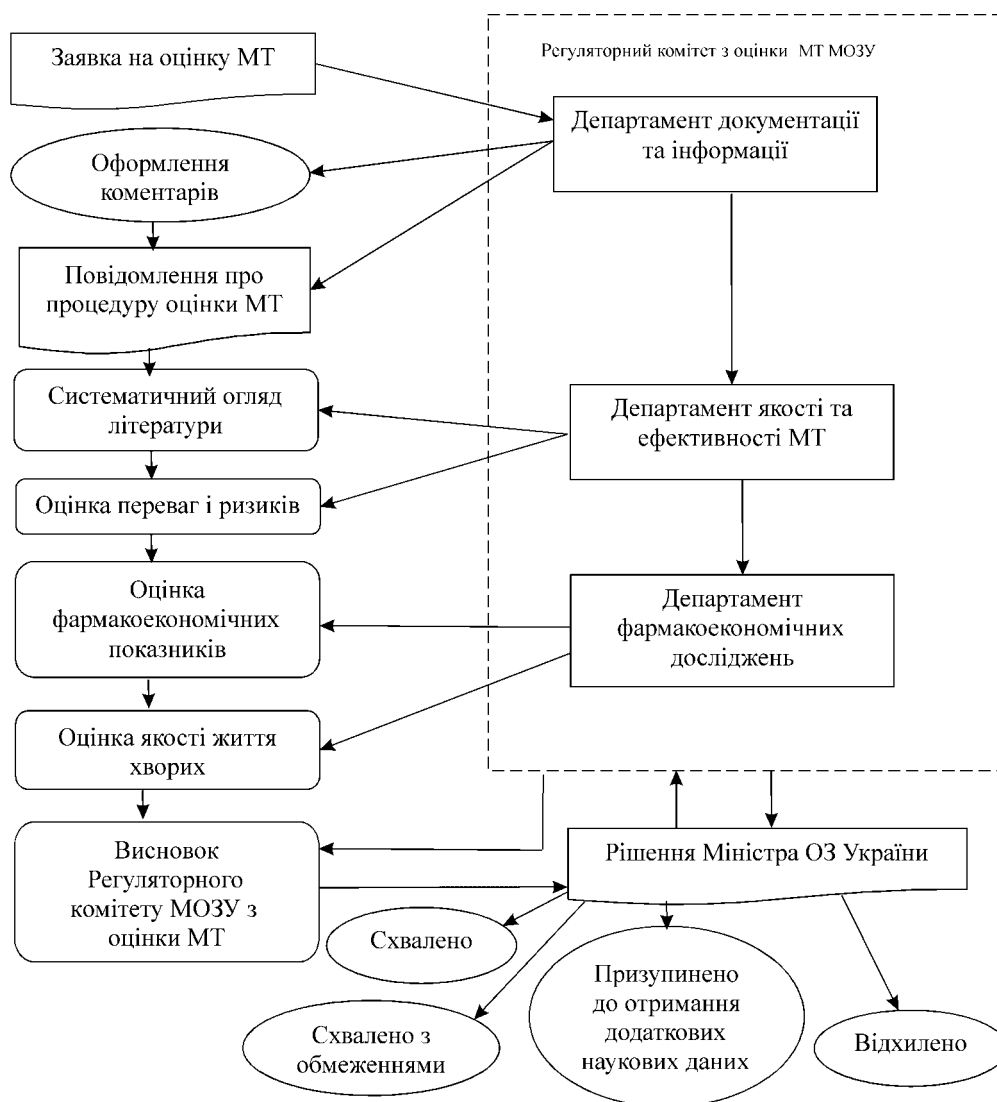 Заявка на оцінку МТ
Регуляторний комітет з оцінки МТ МОЗУ
Департамент документації
та інформації
Оформлення
коментарів
Повідомлення про
процедуру оцінки МТ
Систематичний огляд
літератури
Департамент якості та
ефективності МТ
Оцінка переваг і ризиків
Оцінка
фармакоекономічних
показників
Департамент
фармакоекономічних
досліджень
Оцінка якості життя
хворих
Висновок
Регуляторного
комітету МОЗУ з
оцінки МТ
Рішення Міністра ОЗ України
Схвалено
Схвалено з
обмеженнями
Призупинено
до отримання
додаткових
наукових даних
Відхилено